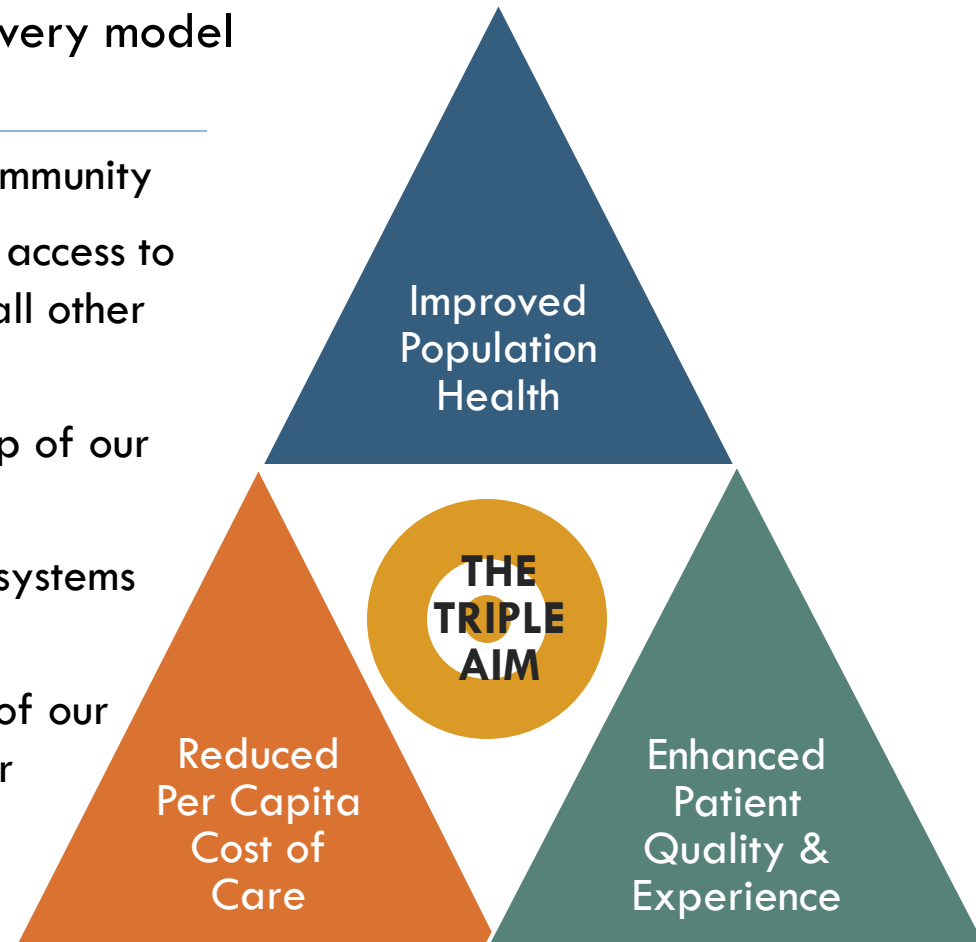 very model
mmunity
access to
all other
p of our
systems
of our
r
Improved
Population
Health
THE
TRIPLE
AIM
Reduced
Per Capita
Cost of
Care
Enhanced
Patient
Quality &
Experience